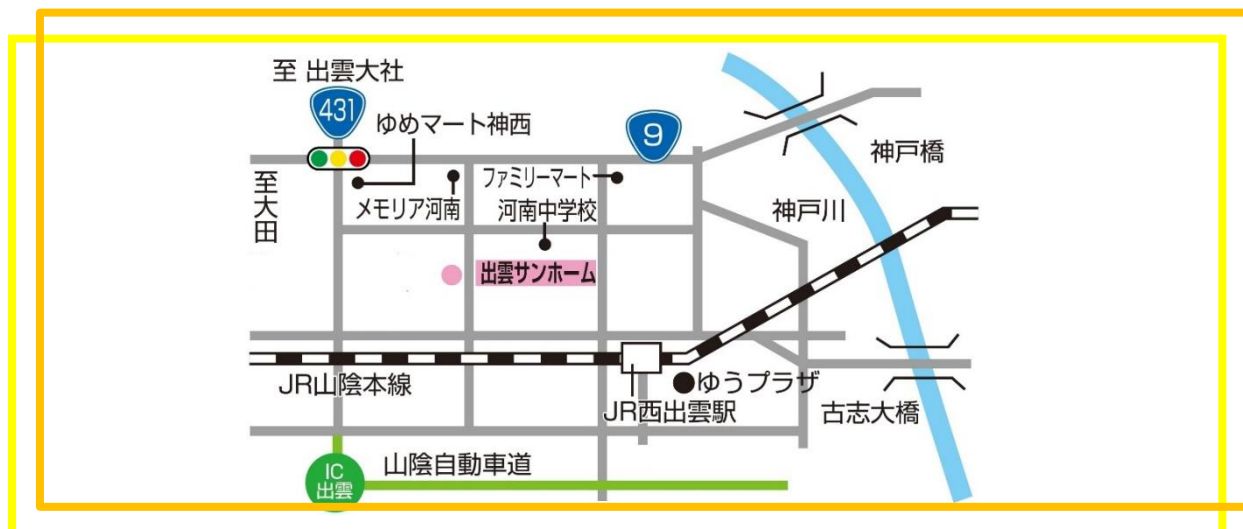 至 出雲大社
431
ゆめマート神西
9
神戸橋
至大田
メモリア河南
ファミリーマート
河南中学校
神戸川
出雲サンホーム
JR山陰本線
ゆうプラザ
JR西出雲駅
古志大橋
山陰自動車道
IC
出雲